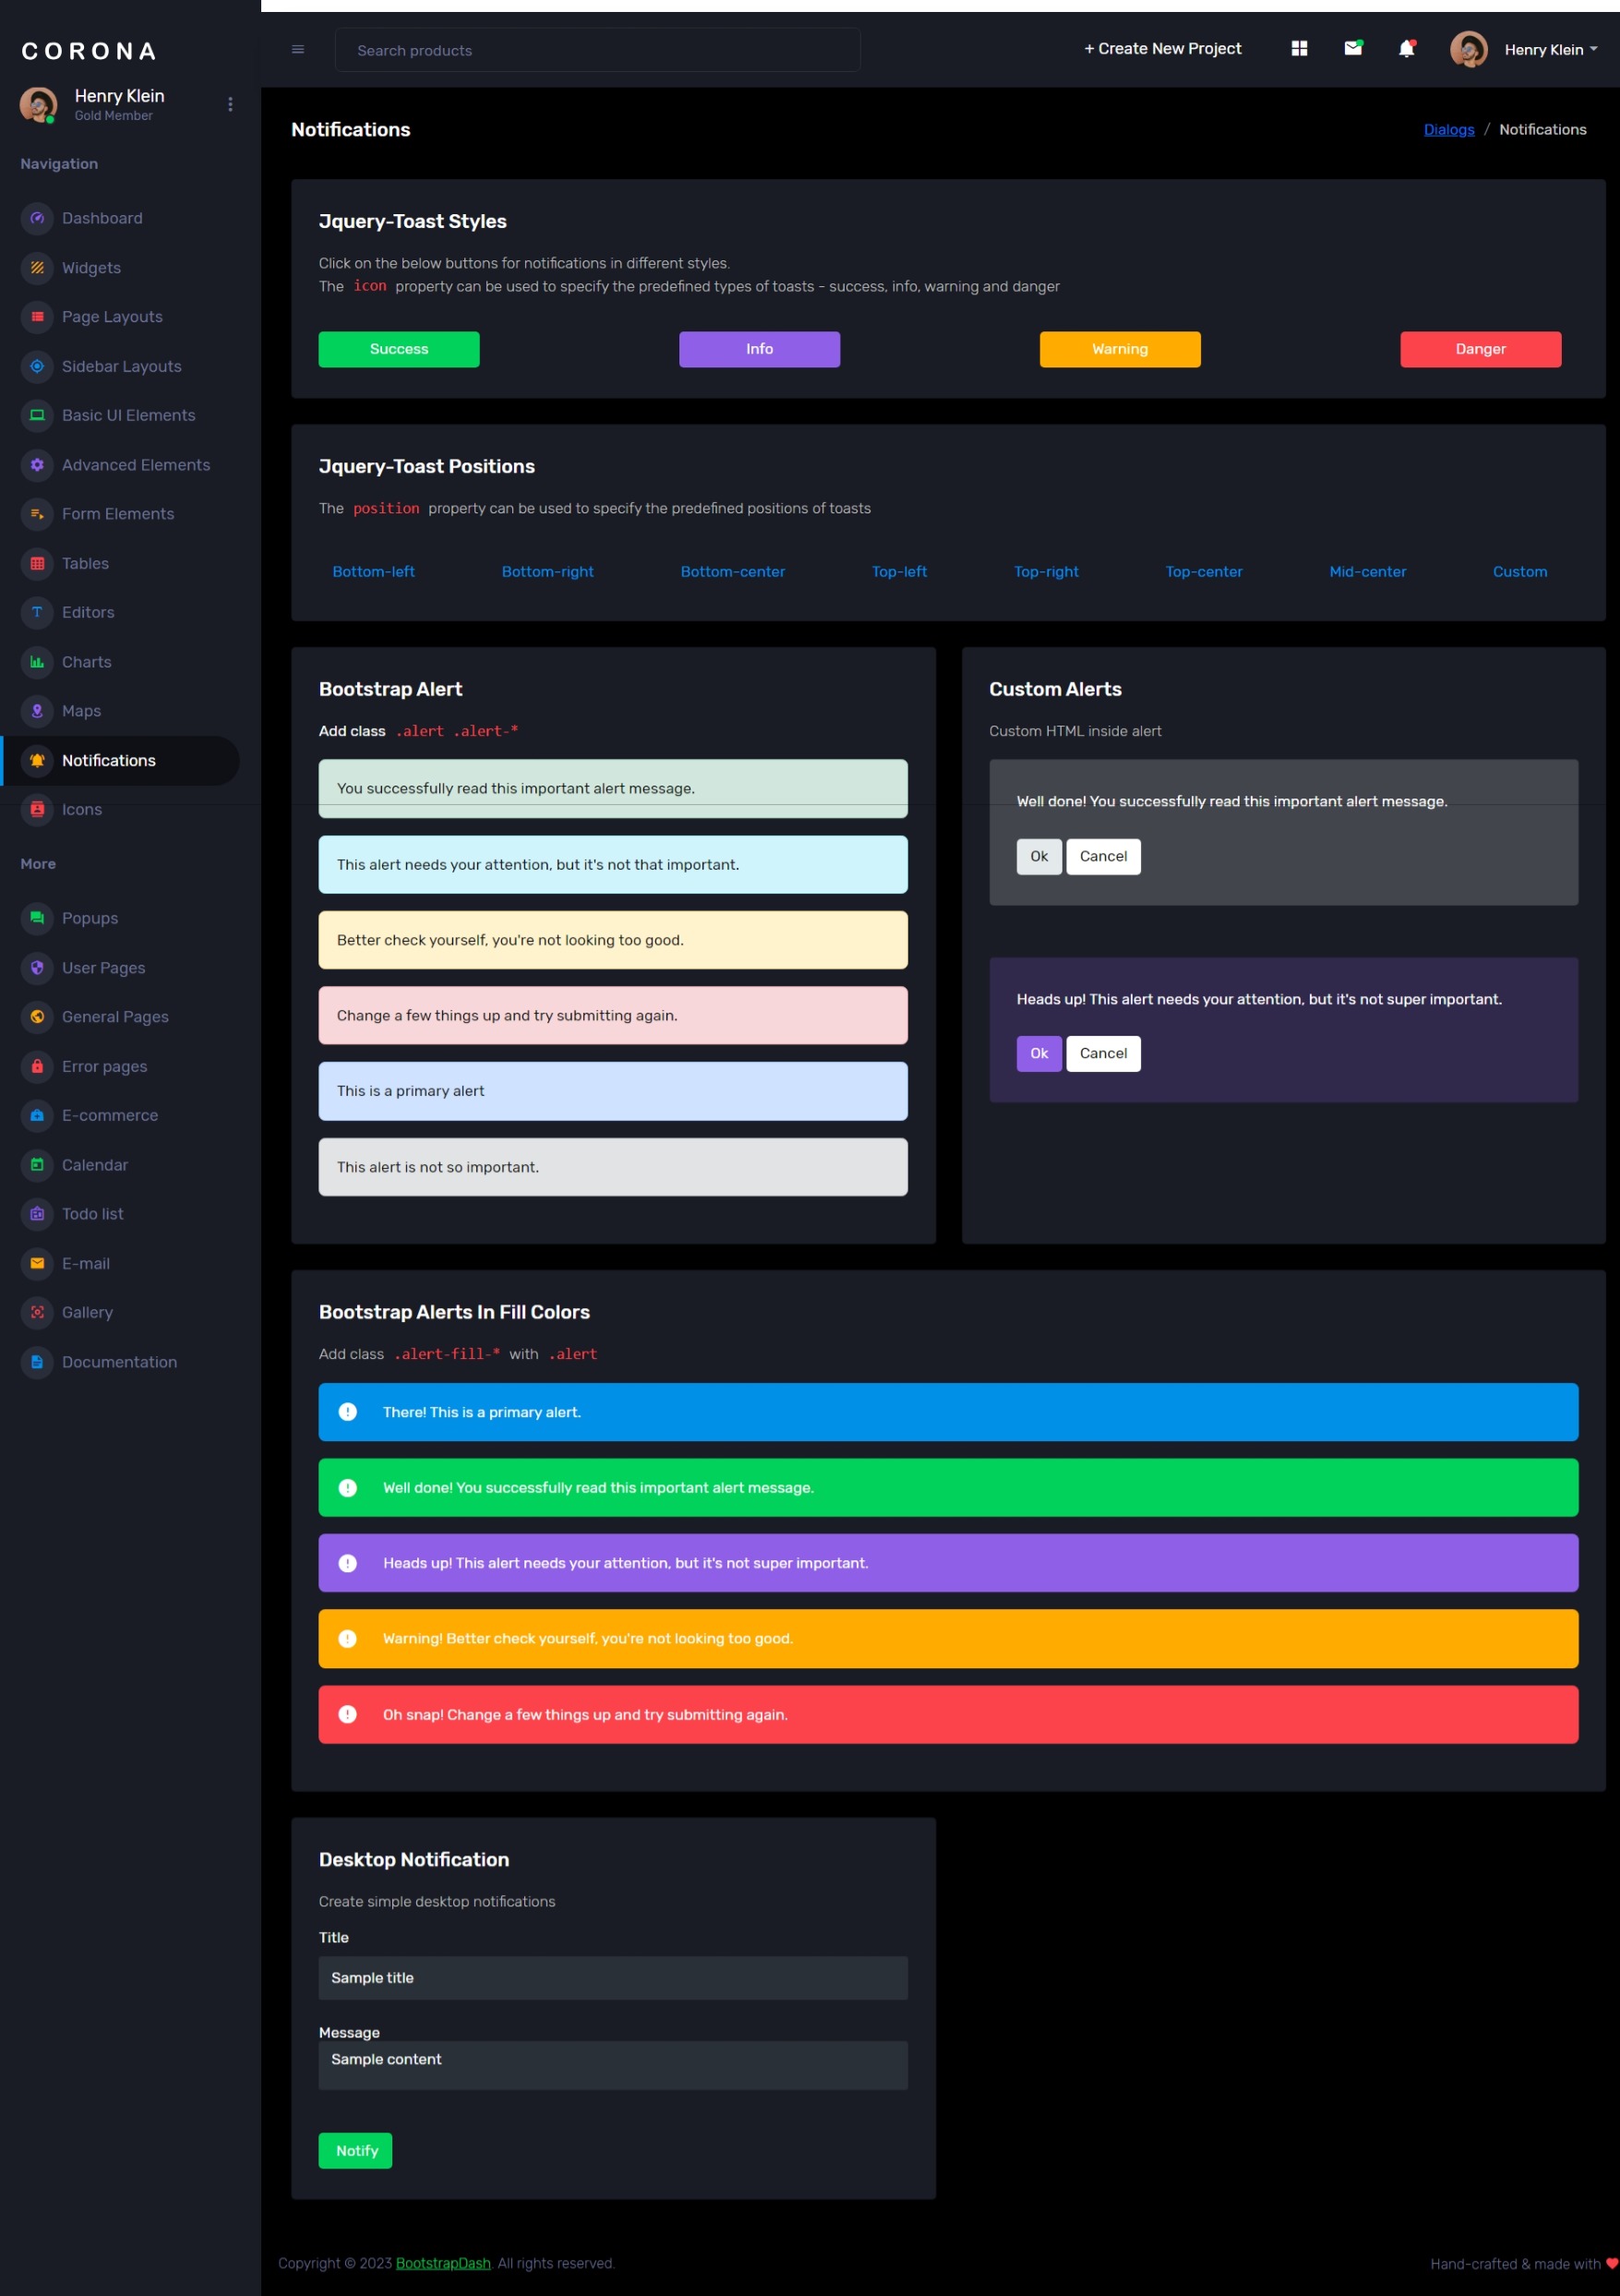 CORONA
Henry Klein
Gold Member
Navigation
Dashboard
Widgets
Page Layouts
Sidebar Layouts
Basic UI Elements
Advanced Elements
Form Elements
Tables
Editors
Charts
Maps
Notifications
Icons
More
Popups
User Pages
General Pages
Error pages
E-commerce
Calendar
Todo list
E-mail
Gallery
Documentation
Search products
+ Create New Project
Henry Klein
Notifications
Dialogs / Notifications
Jquery-Toast Styles
Click on the below buttons for notifications in different styles.
The icon property can be used to specify the predefined types of toasts - success, info, warning and danger
Success
Info
Warning
Danger
Jquery-Toast Positions
The position property can be used to specify the predefined positions of toasts
Bottom-left
Bottom-right
Bottom-center
Top-left
Top-right
Top-center
Mid-center
Custom
Bootstrap Alert
Add class .alert .alert-*
You successfully read this important alert message.
This alert needs your attention, but it's not that important.
Better check yourself, you're not looking too good.
Change a few things up and try submitting again.
This is a primary alert
This alert is not so important.
Custom Alerts
Custom HTML inside alert
Well done! You successfully read this important alert message.
Ok
Cancel
Heads up! This alert needs your attention, but it's not super important.
Ok
Cancel
Bootstrap Alerts In Fill Colors
Add class .alert-fill-* with .alert
There! This is a primary alert.
Well done! You successfully read this important alert message.
Heads up! This alert needs your attention, but it's not super important.
Warning! Better check yourself, you're not looking too good.
Oh snap! Change a few things up and try submitting again.
Desktop Notification
Create simple desktop notifications
Title
Sample title
Message
Sample content
Notify
Copyright © 2023 BootstrapDash. All rights reserved.
Hand-crafted & made with